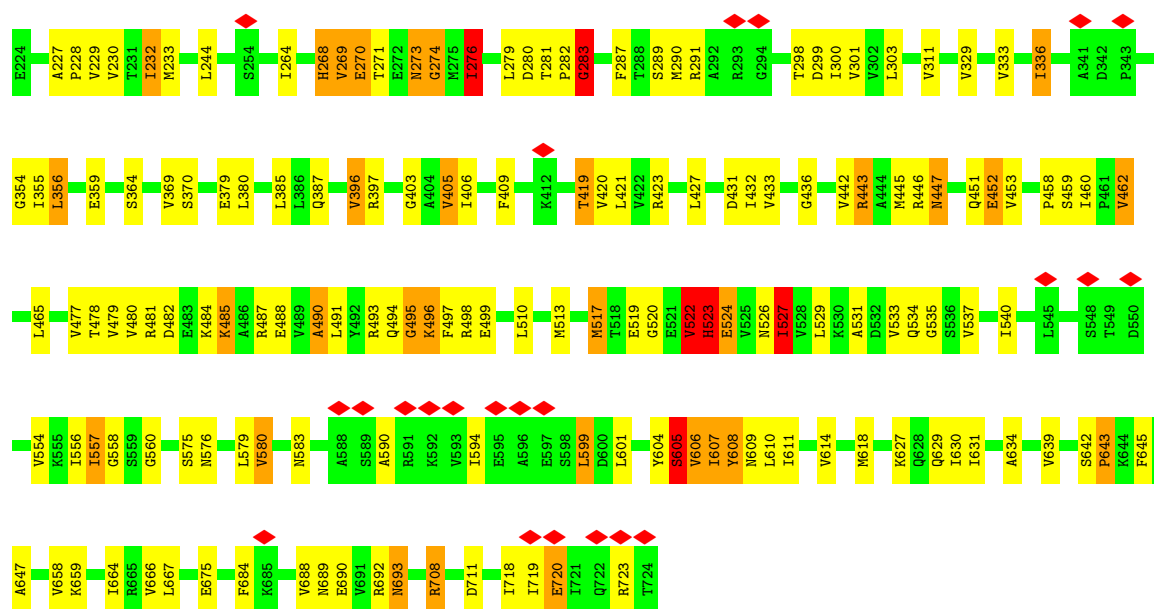 E224 A227 P228 V229 V230 T231 I232 M233 L244 S254 I264 H268 V269 E270 T271 E272 N273 G274 M275 I276 L279 D280 T281 P282 G283 F287 T288 S289 M290 R291 A292 R293 G294 T298 D299 I300 V301 V302 L303 V311 V329 V333 I336 A341 D342 P343
G354 I355 L356 E359 S364 V369 S370 E379 L380 L385 L386 Q387 V396 R397 G403 A404 V405 I406 F409 K412 T419 V420 L421 V422 R423 L427 D431 I432 V433 G436 V442 R443 A444 M445 R446 N447 Q451 E452 V453 P458 S459 I460 P461 V462
L465 V477 T478 V479 V480 R481 D482 E483 K484 K485 A486 R487 E488 V489 A490 L491 Y492 R493 Q494 G495 K496 F497 R498 E499 L510 M513 M517 T518 E519 G520 E521 V522 H523 E524 V525 N526 I527 V528 L529 K530 A531 D532 V533 Q534 G535 S536 V537 I540 L545 S548 T549 D550
V554 K555 I556 I557 G558 S559 G560 S575 N576 L579 V580 N583 A588 S589 A590 R591 K592 V593 I594 E595 A596 E597 S598 L599 D600 L601 Y604 S605 V606 I607 Y608 N609 L610 I611 V614 M618 K627 Q628 Q629 I630 I631 A634 V639 S642 P643 K644 F645
A647 V658 K659 I664 R665 V666 L667 E675 F684 K685 V688 N689 E690 V691 R692 N693 R708 D711 I718 I719 E720 I721 Q722 R723 T724